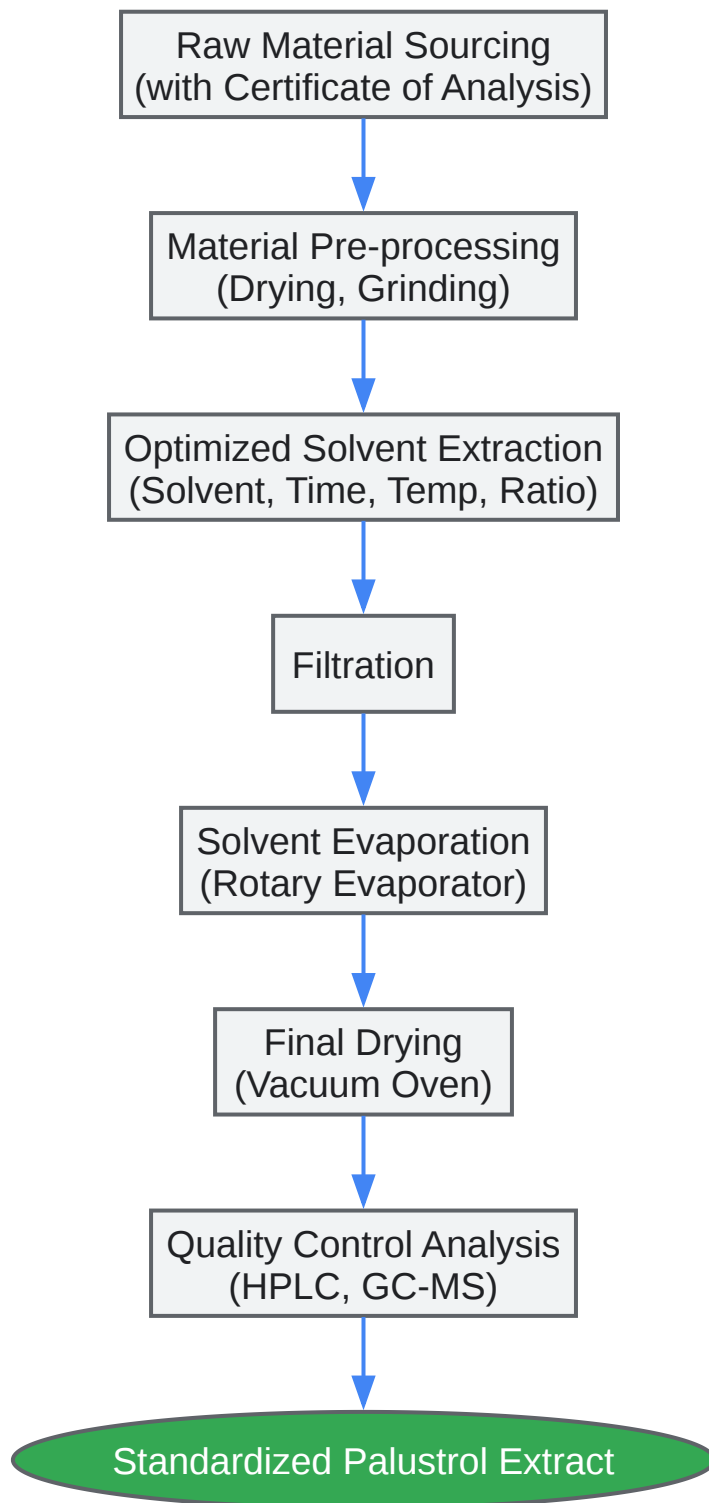 Raw Material Sourcing
(with Certificate of Analysis)
Material Pre-processing
(Drying, Grinding)
Optimized Solvent Extraction
(Solvent, Time, Temp, Ratio)
Filtration
Solvent Evaporation
(Rotary Evaporator)
Final Drying
(Vacuum Oven)
Quality Control Analysis
(HPLC, GC-MS)
Standardized Palustrol Extract